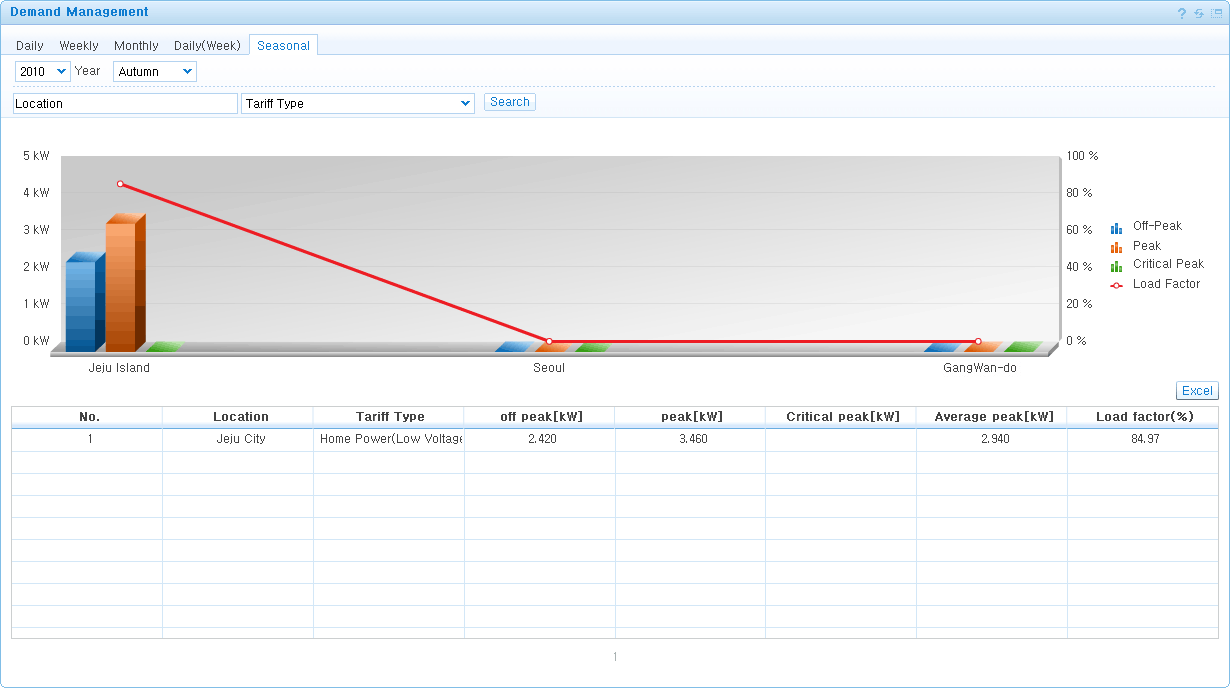 Demand Management
?
Daily Weekly Monthly Daily(Week) Seasonal
2010 Year Autumn
Location Tariff Type Search
5 kW 100 %
4 kW 80 %
3 kW 60 % Off-Peak
Peak
2 kW 40 % Critical Peak
Load Factor
1 kW 20 %
0 kW 0 %
Jeju Island Seoul GangWan-do
Excel
No. Location Tariff Type off peak[kW] peak[kW] Critical peak[kW] Average peak[kW] Load factor(%)
1 Jeju City Home Power(Low Voltage 2.420 3.460 2.940 84.97
1